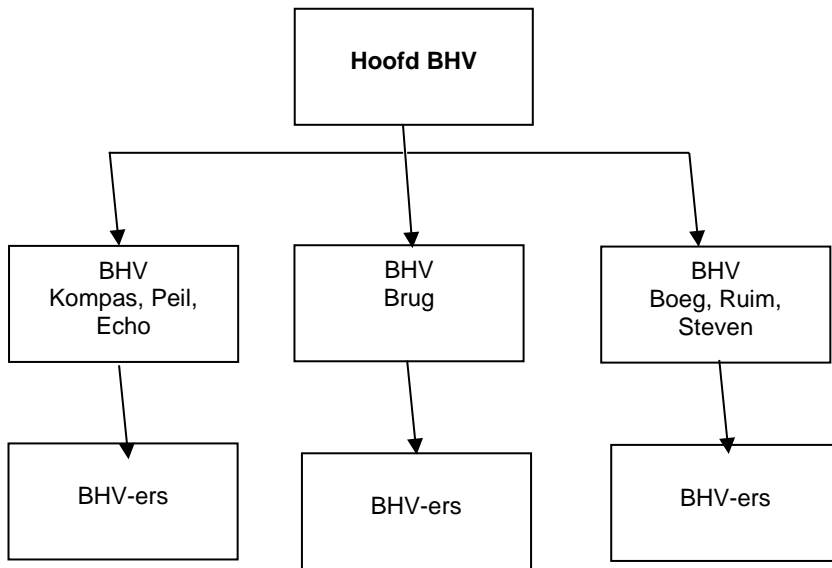 Hoofd BHV
BHV
Kompas, Peil,
Echo
BHV
Brug
BHV
Boeg, Ruim,
Steven
BHV-ers
BHV-ers
BHV-ers